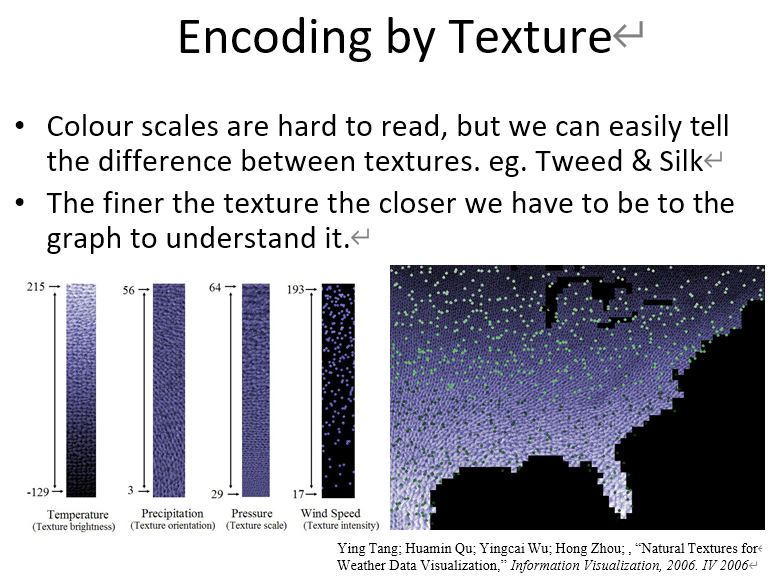 Encoding by Texture
• Colour scales are hard to read, but we can easily tell
the difference between textures. eg. Tweed & Silk
• The finer the texture the closer we have to be to the
graph to understand it.
215
-129
Temperature
(Texture brightness)
56
3
Precipitation
(Texture orientation)
64
29
Pressure
(Texture scale)
193
17
Wind Speed
(Texture intensity)
Ying Tang; Huamin Qu; Yingcai Wu; Hong Zhou; , “Natural Textures for
Weather Data Visualization,” Information Visualization, 2006. IV 2006